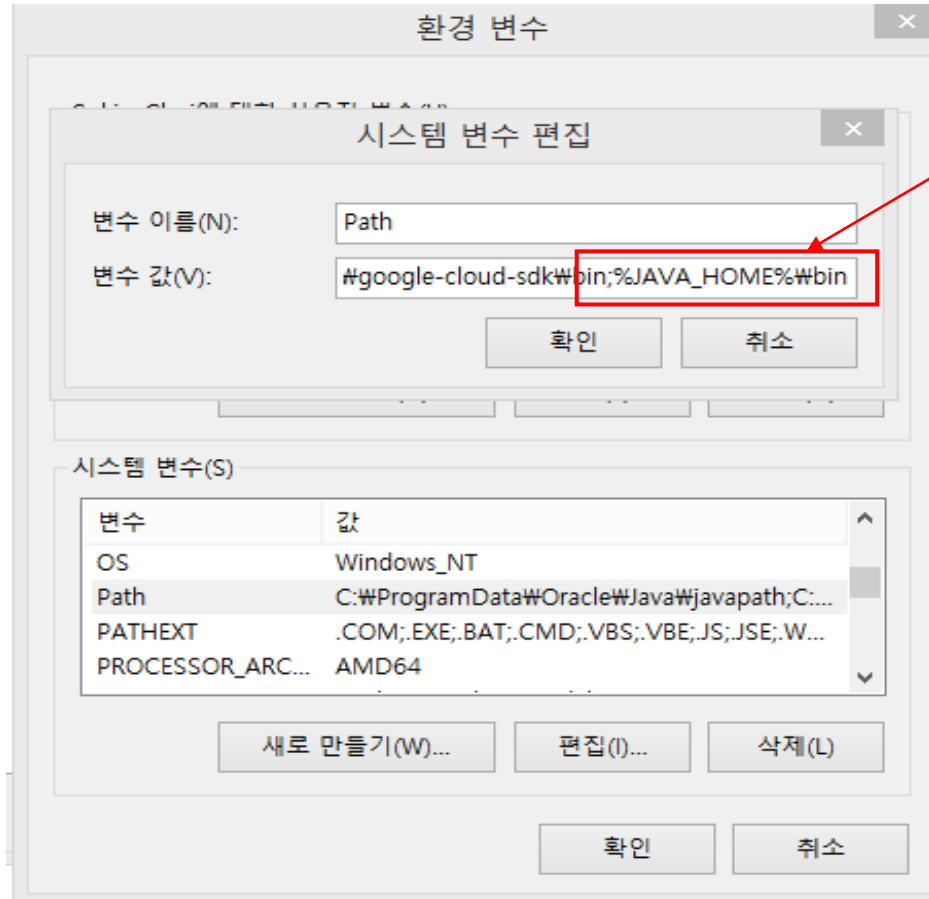 환경 변수
시스템 변수 편집
변수 이름(N):
Path
변수 값(V):
₩google-cloud-sdk₩bin;%JAVA_HOME%₩bin
확인
취소
시스템 변수(S)
변수 값
OS Windows_NT
Path C:₩ProgramData₩Oracle₩Java₩javapath;C:...
PATHEXT .COM;.EXE;.BAT;.CMD;.VBS;.VBE;.JS;.JSE;.W...
PROCESSOR_ARC... AMD64
새로 만들기(W)...
편집(I)...
삭제(L)
확인
취소